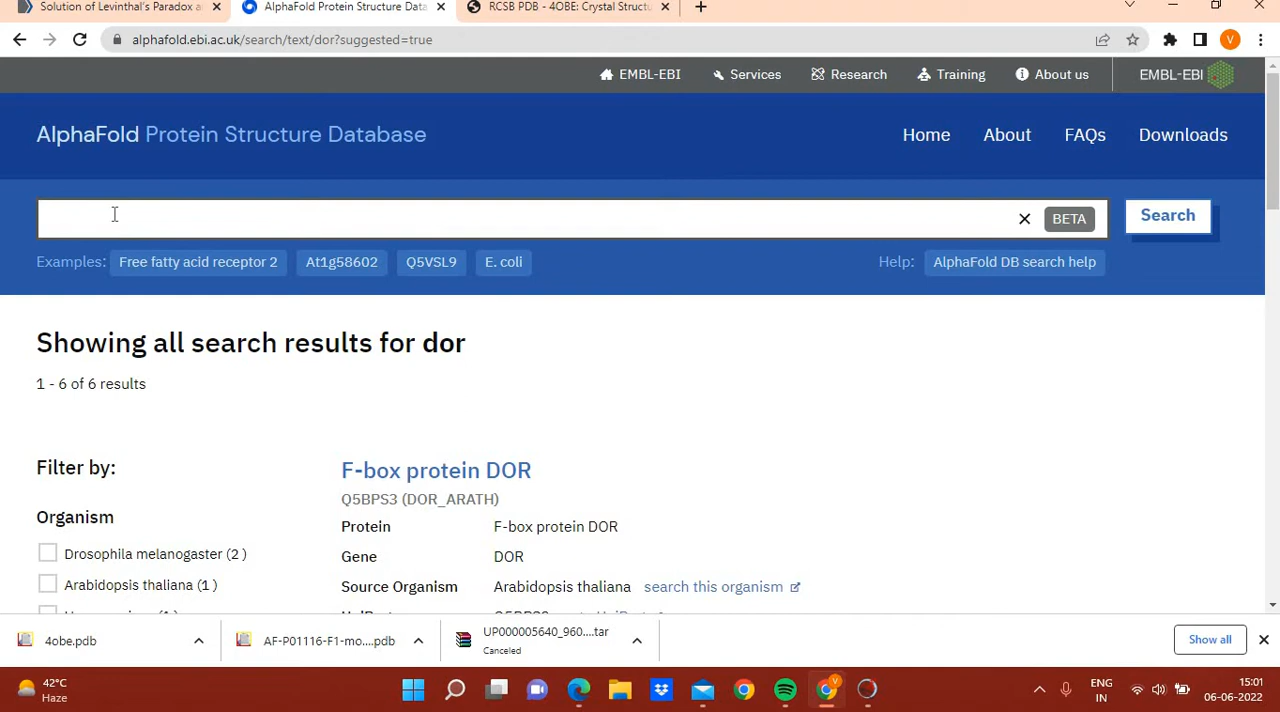 Solution of Levinthal's Paradox a
AlphaFold Protein Structure Data
RCSB PDB - 4OBE: Crystal Structu
alphafold.ebi.ac.uk/search/text/dor?suggested=true
V
EMBL-EBI
Services
Research
Training
About us
EMBL-EBI
AlphaFold Protein Structure Database
Home
About
FAQs
Downloads
BETA
Search
Examples:
Free fatty acid receptor 2
At1g58602
Q5VSL9
E. coli
Help:
AlphaFold DB search help
Showing all search results for dor
1 - 6 of 6 results
Filter by:
Organism
Drosophila melanogaster (2 )
Arabidopsis thaliana (1 )
F-box protein DOR
Q5BPS3 (DOR_ARATH)
Protein F-box protein DOR
Gene DOR
Source Organism Arabidopsis thaliana search this organism
4obe.pdb
AF-P01116-F1-mo....pdb
UP000005640_960....tar
Canceled
Show all
42°C
Haze
ENG
IN
15:01
06-06-2022